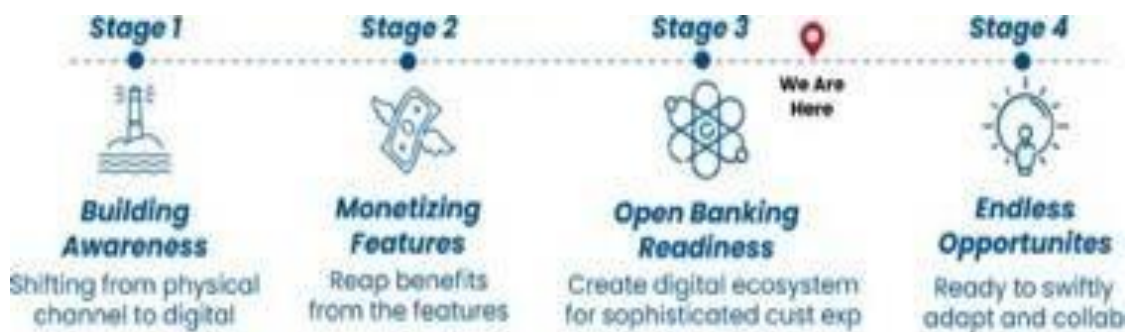 Stage 1
Stage 2
Stage 3
Stage 4
We Are
Here
Building
Awareness
Shifting from physical
channel to digital
Monetizing
Features
Reap benefits
from the features
Open Banking
Readiness
Create digital ecosystem
for sophisticated cust exp
Endless
Opportunites
Ready to swiftly
adapt and collab